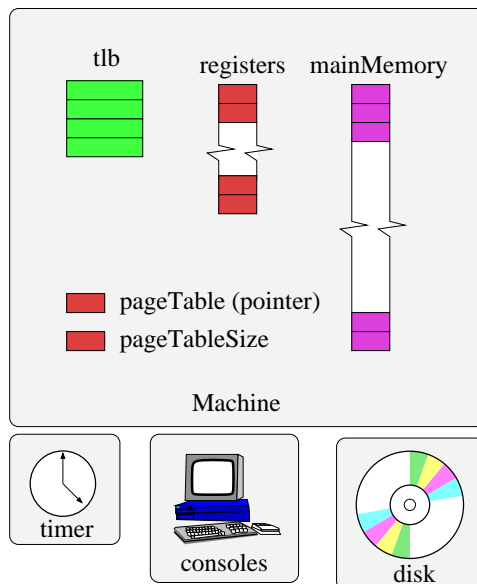 tlb
registers
mainMemory
pageTable (pointer)
pageTableSize
Machine
timer
consoles
disk